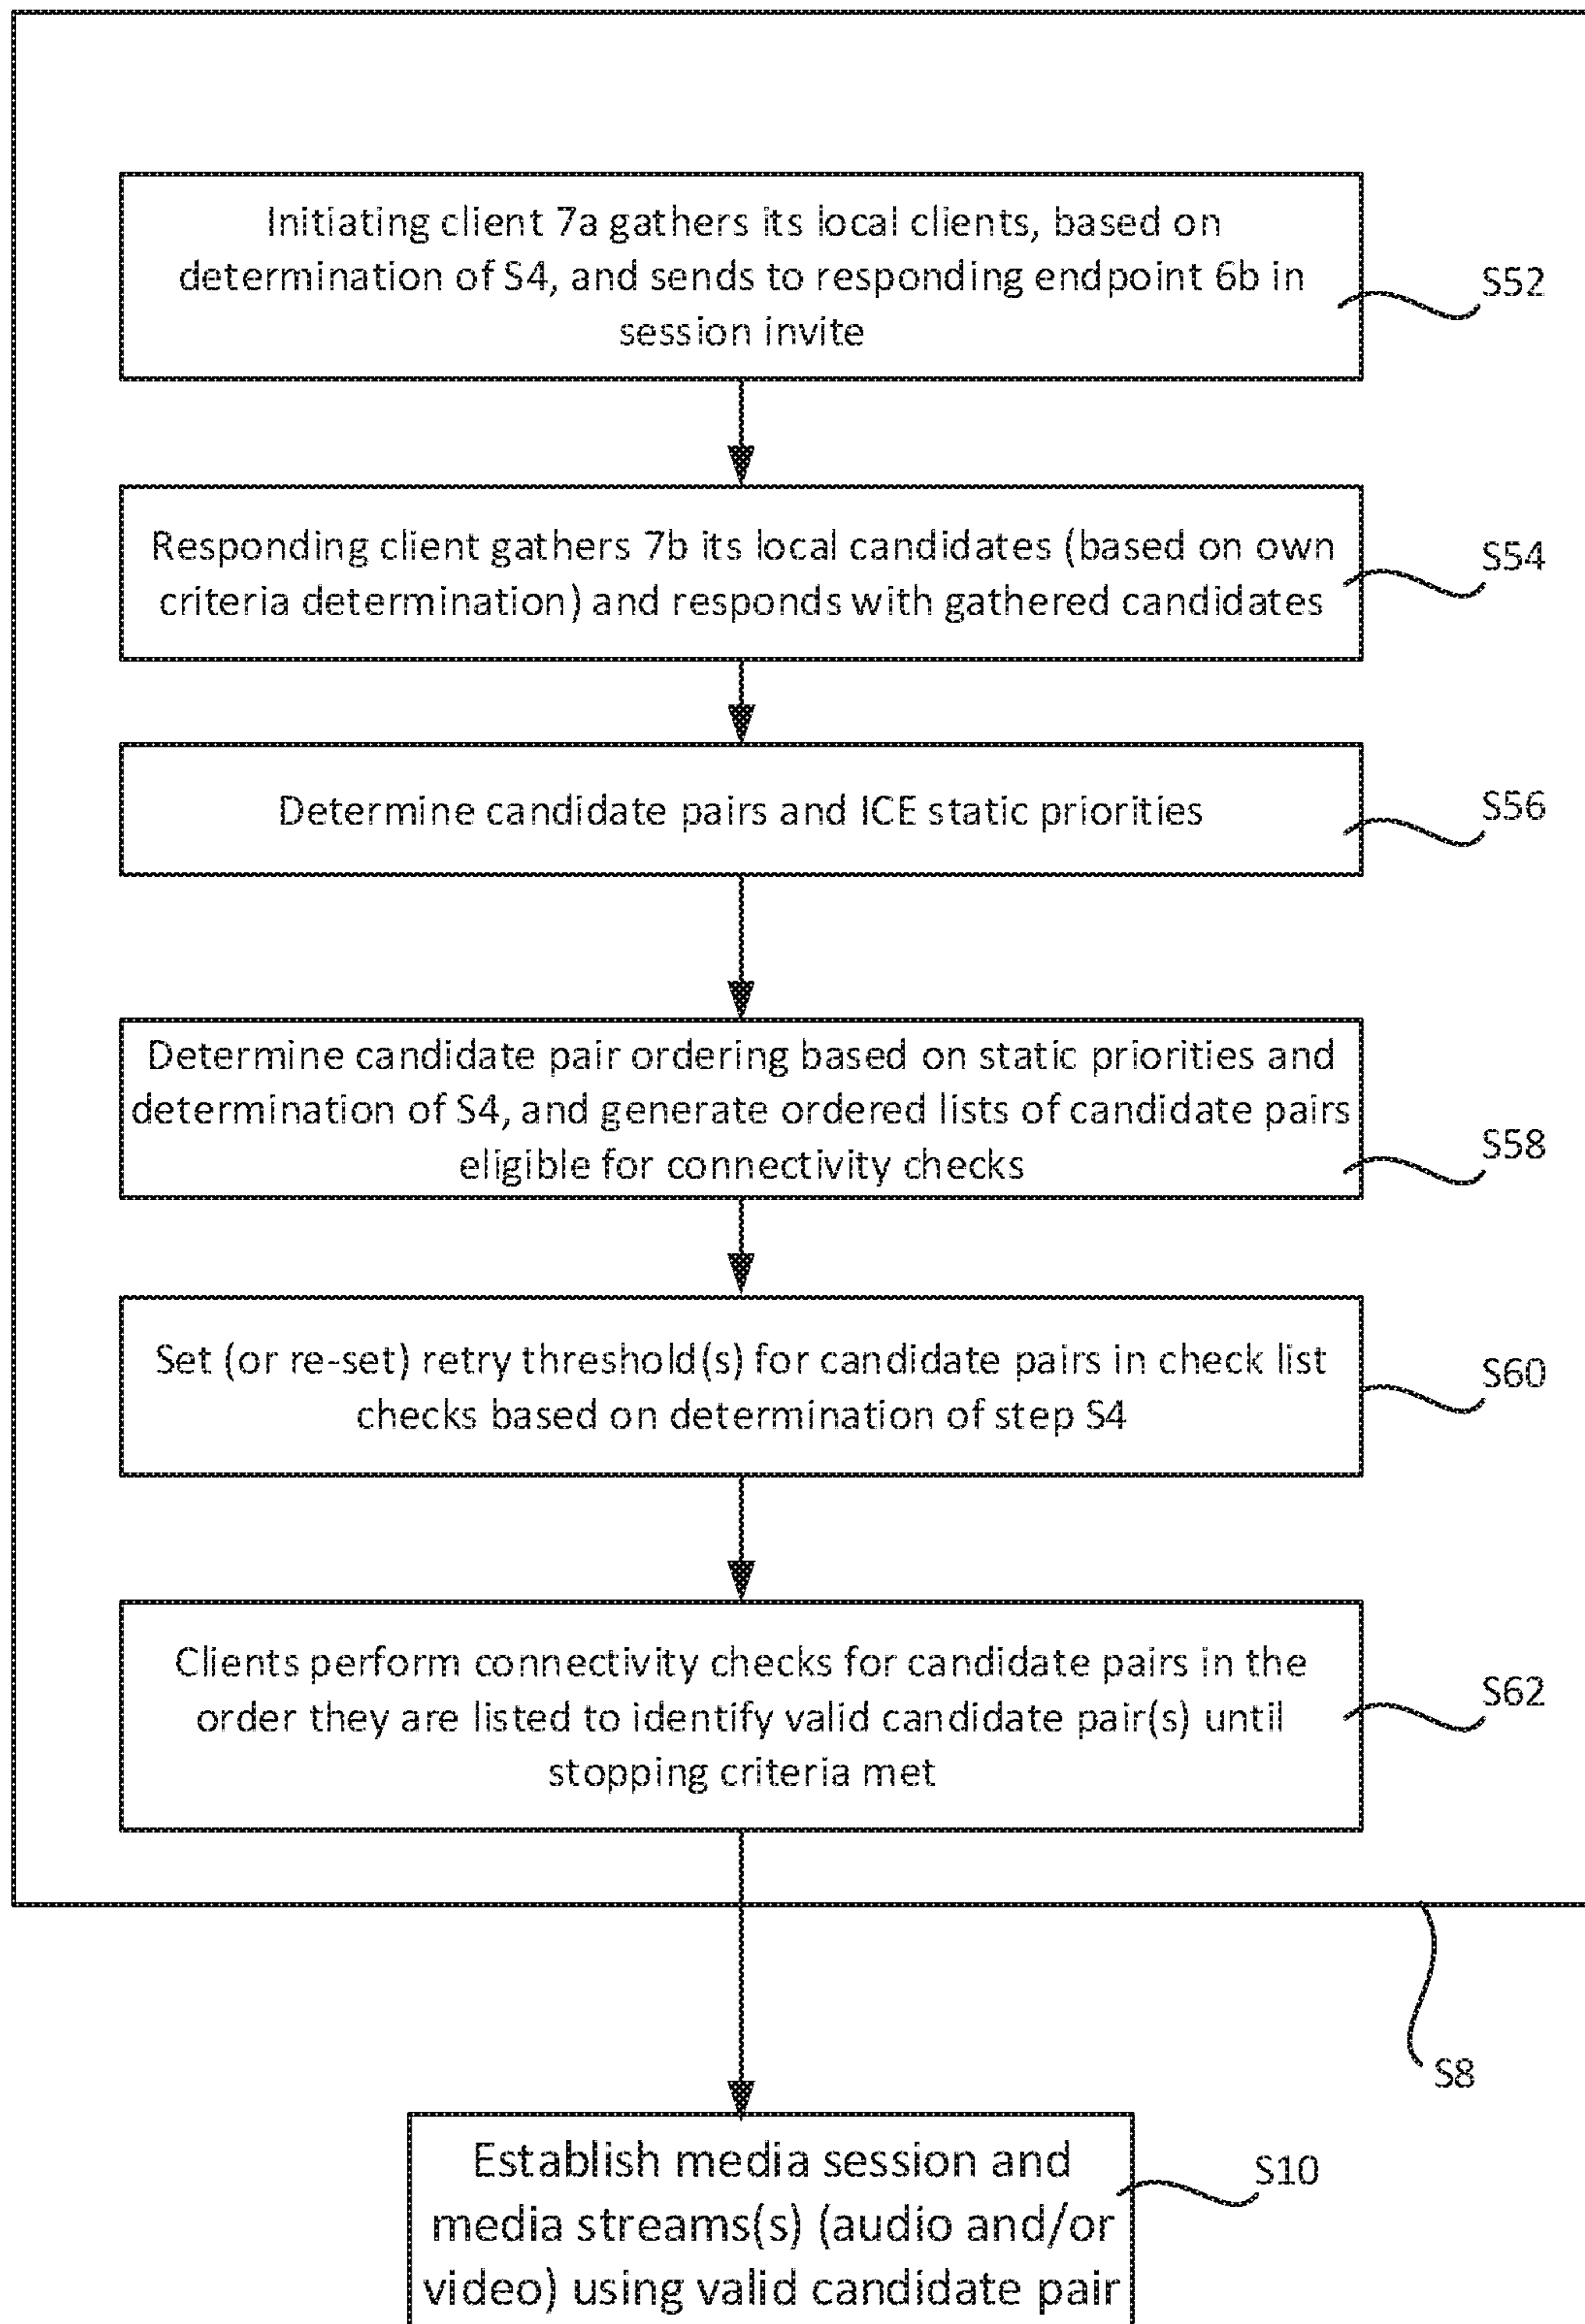 Initiating client 7a gathers its local clients, based on
determination of S4, and sends to responding endpoint 6b in
session invite
S52
Responding client gathers 7b its local candidates (based on own
criteria determination) and responds with gathered candidates
S54
Determine candidate pairs and ICE static priorities
S56
Determine candidate pair ordering based on static priorities and
determination of S4, and generate ordered lists of candidate pairs
eligible for connectivity checks
S58
Set (or re-set) retry threshold(s) for candidate pairs in check list
checks based on determination of step S4
S60
Clients perform connectivity checks for candidate pairs in the
order they are listed to identify valid candidate pair(s) until
stopping criteria met
S62
S8
Establish media session and
media streams(s) (audio and/or
video) using valid candidate pair
S10